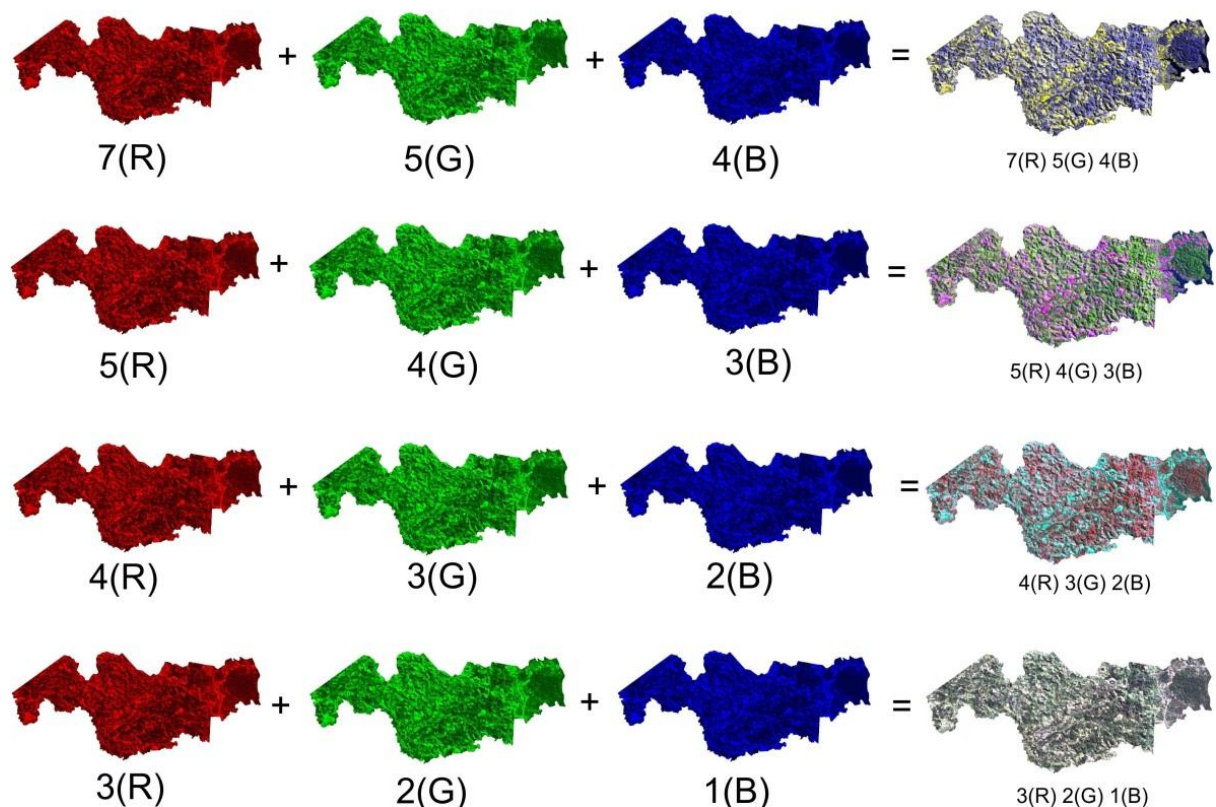 + + =
7(R) 5(G) 4(B) 7(R) 5(G) 4(B)
+ + =
5(R) 4(G) 3(B) 5(R) 4(G) 3(B)
+ + =
4(R) 3(G) 2(B) 4(R) 3(G) 2(B)
+ + =
3(R) 2(G) 1(B) 3(R) 2(G) 1(B)